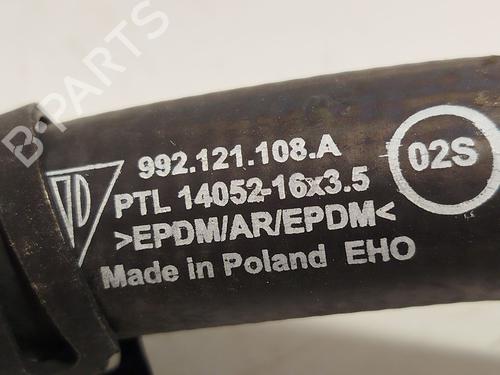 B-PARTS
992.121.108.A
02S
PTL 14052-16x3.5
>EPDM/AR/EPDM<
Made in Poland EHO